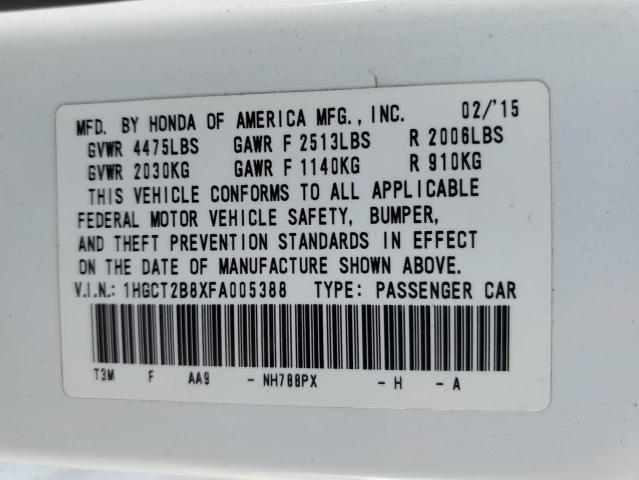 MFD. BY HONDA OF AMERICA MFG., INC. 02/'15
GVWR 4475LBS GAWR F 2513LBS R 2006LBS
GVWR 2030KG GAWR F 1140KG R 910KG
THIS VEHICLE CONFORMS TO ALL APPLICABLE
FEDERAL MOTOR VEHICLE SAFETY, BUMPER,
AND THEFT PREVENTION STANDARDS IN EFFECT
ON THE DATE OF MANUFACTURE SHOWN ABOVE.
V.I.N.: 1HGCT2B8XFA005388 TYPE: PASSENGER CAR
T3M F AA9 - NH788PX - H - A